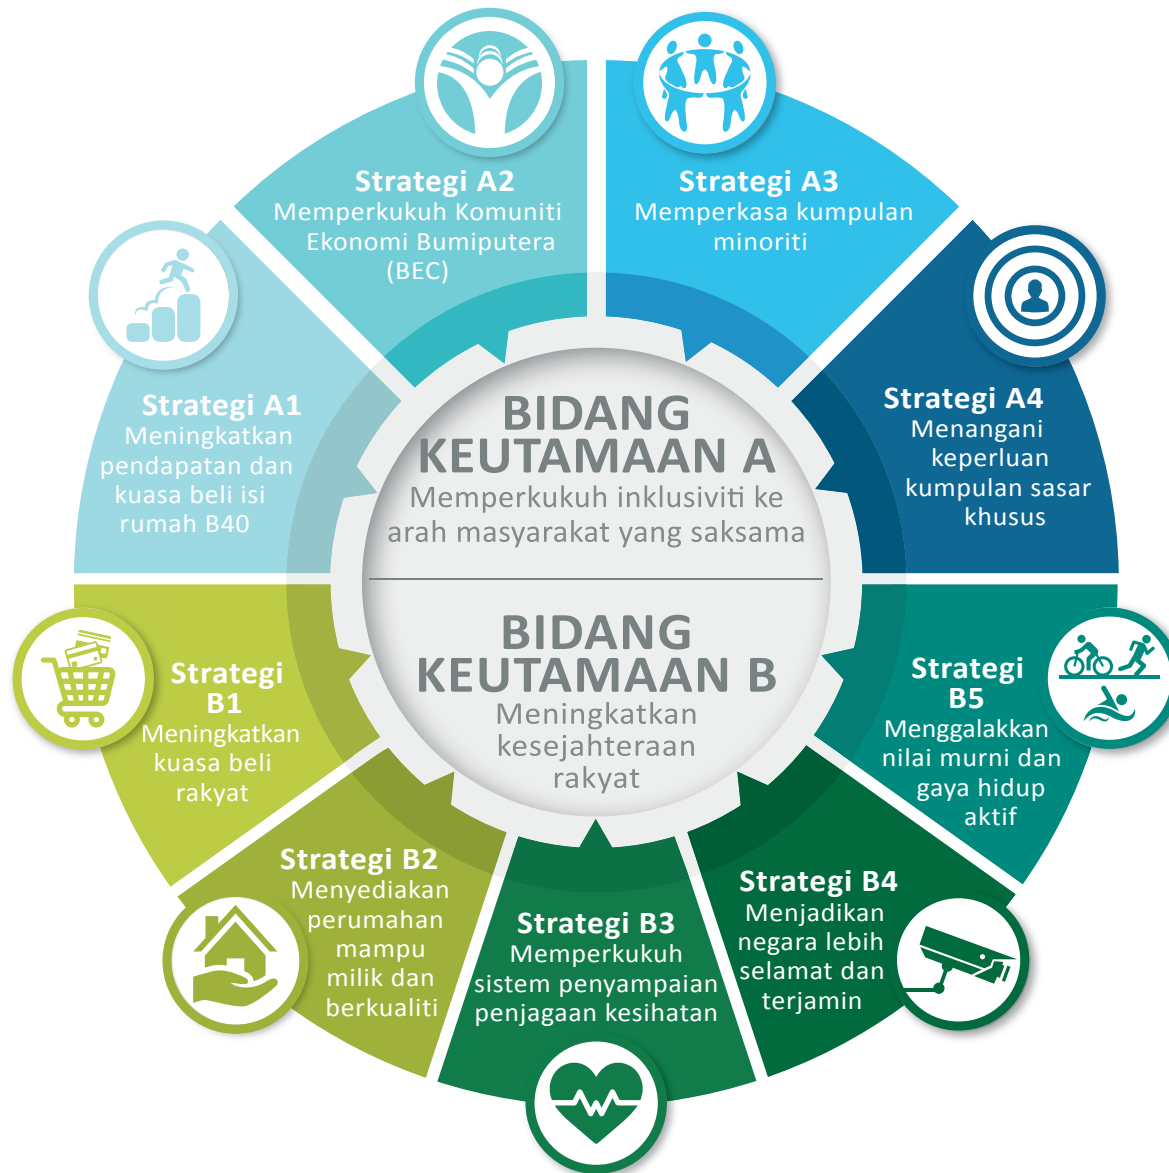 Strategi A2
Memperkukuh Komuniti
Ekonomi Bumiputera
(BEC)
Strategi A3
Memperkasa kumpulan
minoriti
Strategi A1
Meningkatkan
pendapatan dan
kuasa beli isi
rumah B40
Strategi A4
Menangani
keperluan
kumpulan sasar
khusus
BIDANG
KEUTAMAAN A
Memperkukuh inklusiviti ke
arah masyarakat yang saksama
BIDANG
KEUTAMAAN B
Meningkatkan
kesejahteraan
rakyat
Strategi
B1
Meningkatkan
kuasa beli
rakyat
Strategi B2
Menyediakan
perumahan
mampu
milik dan
berkualiti
Strategi B3
Memperkukuh
sistem penyampaian
penjagaan kesihatan
Strategi B4
Menjadikan
negara lebih
selamat dan
terjamin
Strategi
B5
Menggalakkan
nilai murni dan
gaya hidup
aktif